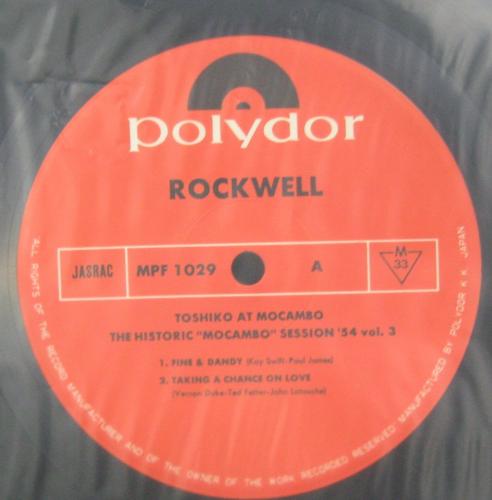 polydor
ROCKWELL
JASRAC
MPF 1029
A
M
33
TOSHIKO AT MOCAMBO
THE HISTORIC "MOCAMBO" SESSION '54 vol. 3
1. FINE & DANDY (Kay Swift-Paul James)
2. TAKING A CHANCE ON LOVE
(Vernon Duke-Ted Fetter-John Latouche)
ALL RIGHTS OF THE RECORD MANUFACTURER AND OF THE OWNER OF THE WORK RECORDED RESERVED MANUFACTURED BY POLYDOR K.K. JAPAN